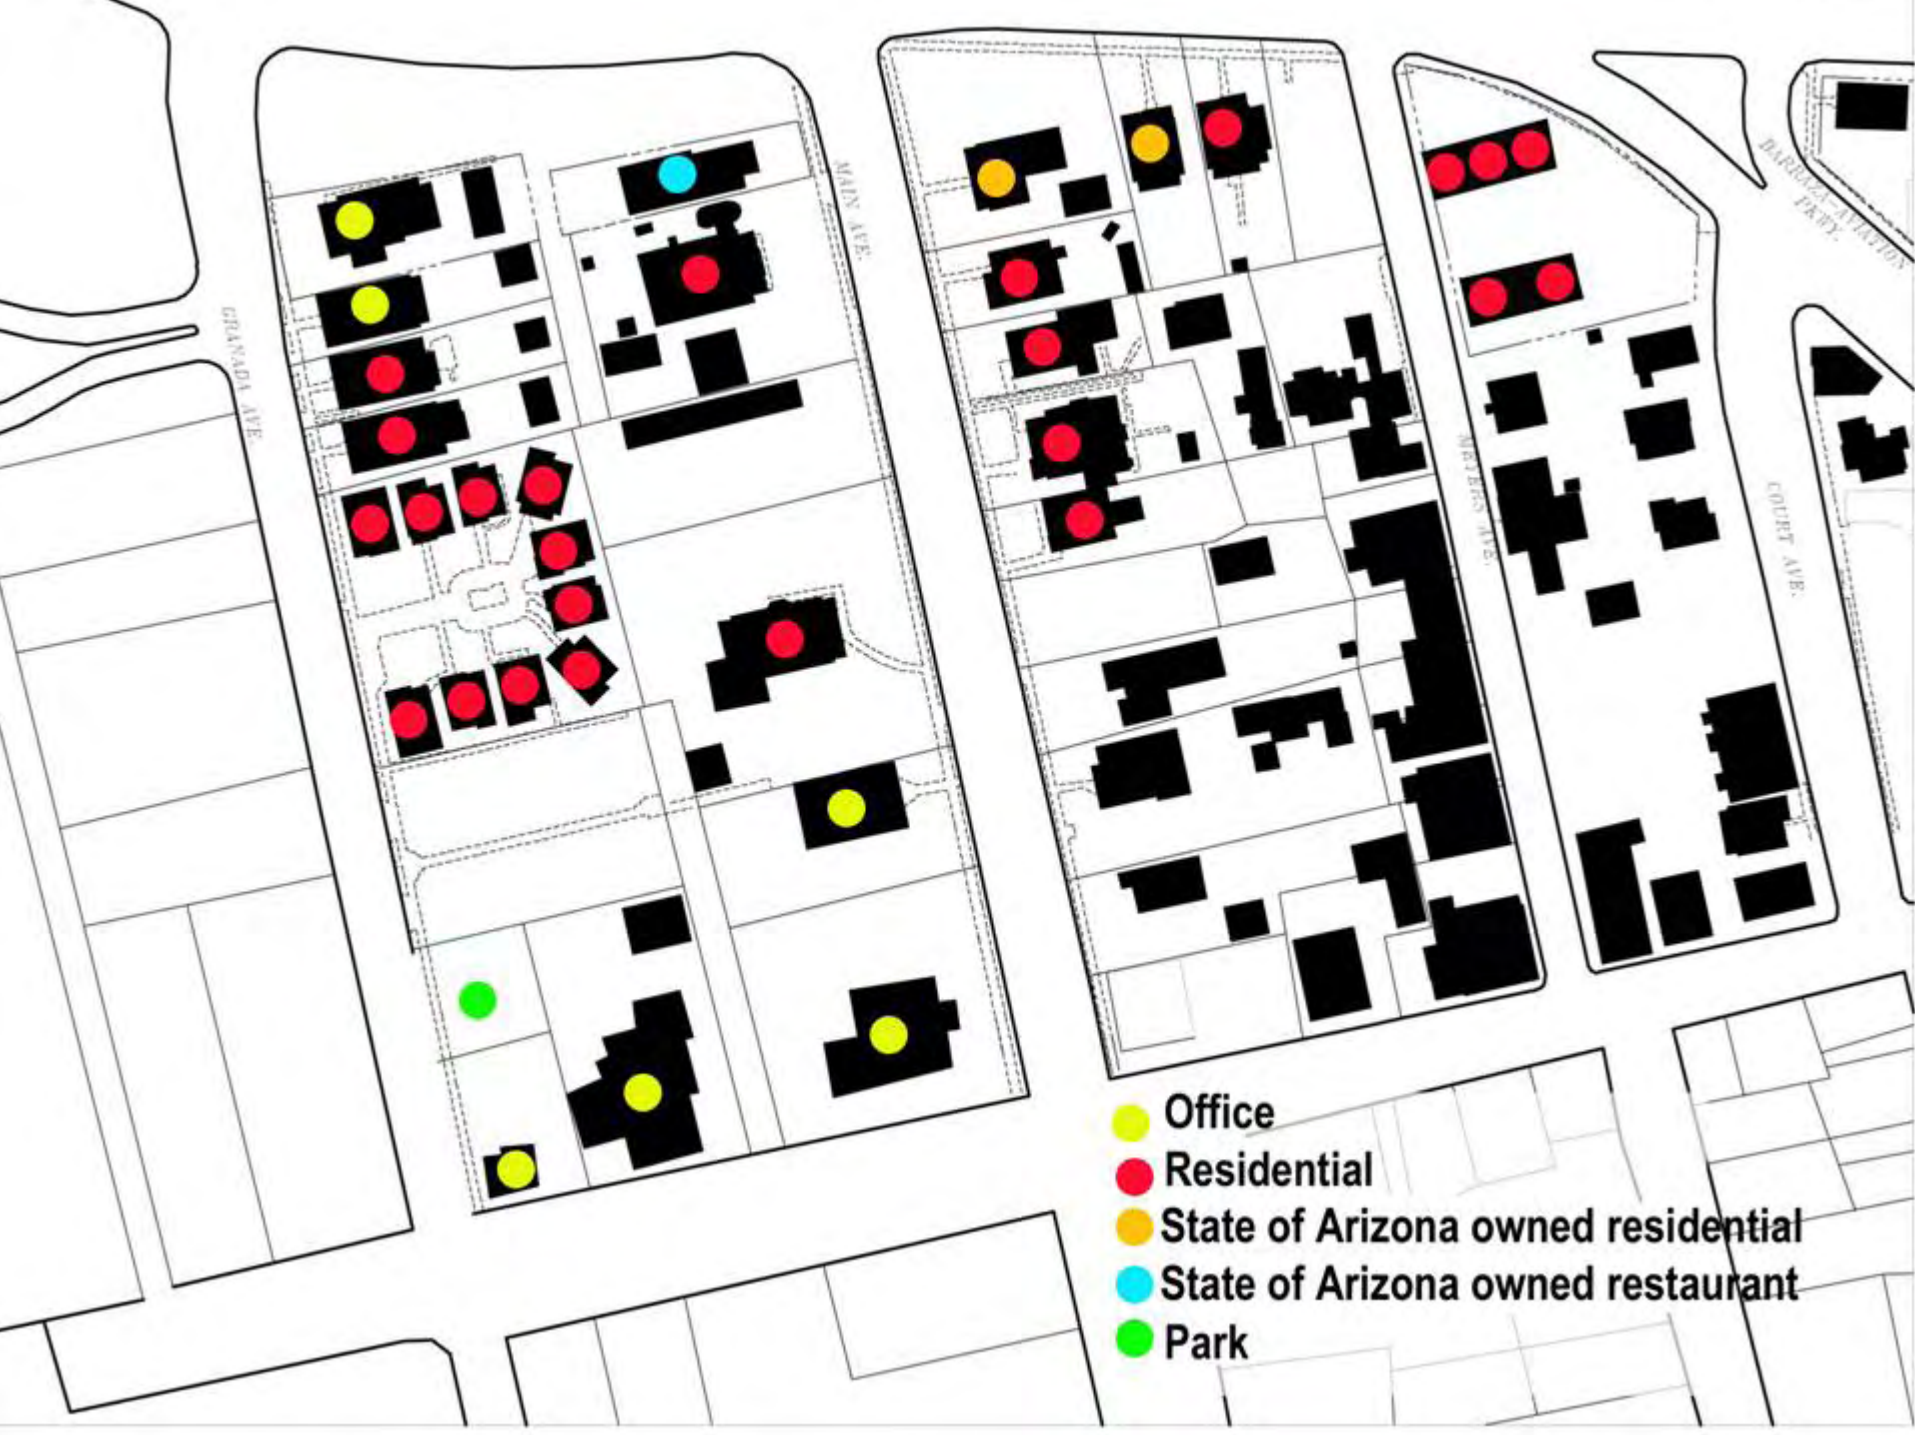 MAIN AVE.
BARRAZA-AVIATION
PKWY.
GRANADA AVE
MEYERS AVE.
COURT AVE.
Office
Residential
State of Arizona owned residential
State of Arizona owned restaurant
Park